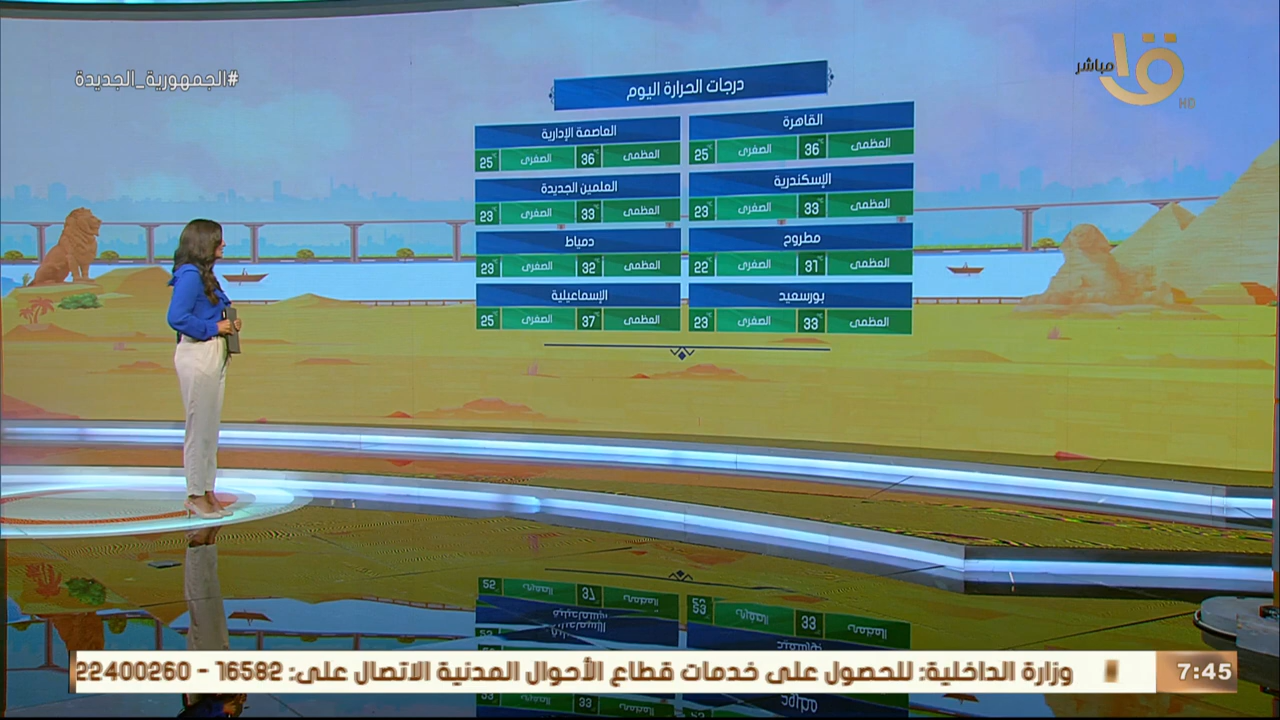 #الجمهورية_الجديدة
مباشر
HD
درجات الحرارة اليوم
القاهرة
العظمى 36° الصغرى 25°
العاصمة الإدارية
العظمى 36° الصغرى 25°
الإسكندرية
العظمى 33° الصغرى 23°
العلمين الجديدة
العظمى 33° الصغرى 23°
مطروح
العظمى 31° الصغرى 22°
دمياط
العظمى 32° الصغرى 23°
بورسعيد
العظمى 33° الصغرى 23°
الإسماعيلية
العظمى 37° الصغرى 25°
7:45 وزارة الداخلية: للحصول على خدمات قطاع الأحوال المدنية الاتصال على: 16582 - 22400260